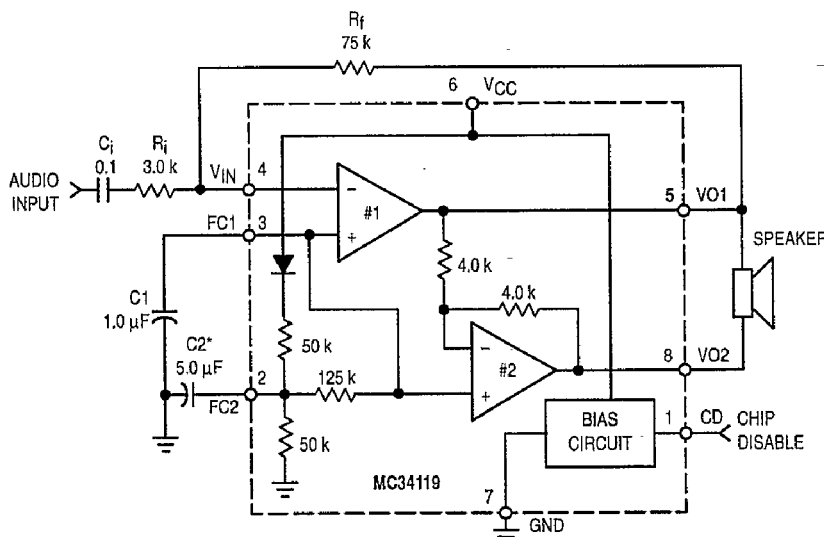 Rf
75 k
6 VCC
Ci
0.1
Ri
3.0 k
AUDIO
INPUT
VIN
4
−
#1
+
5
VO1
FC1
3
SPEAKER
4.0 k
4.0 k
C1
1.0 µF
C2*
5.0 µF
50 k
2
125 k
−
#2
+
8
VO2
FC2
50 k
BIAS
CIRCUIT
1
CD
CHIP
DISABLE
MC34119
7
GND